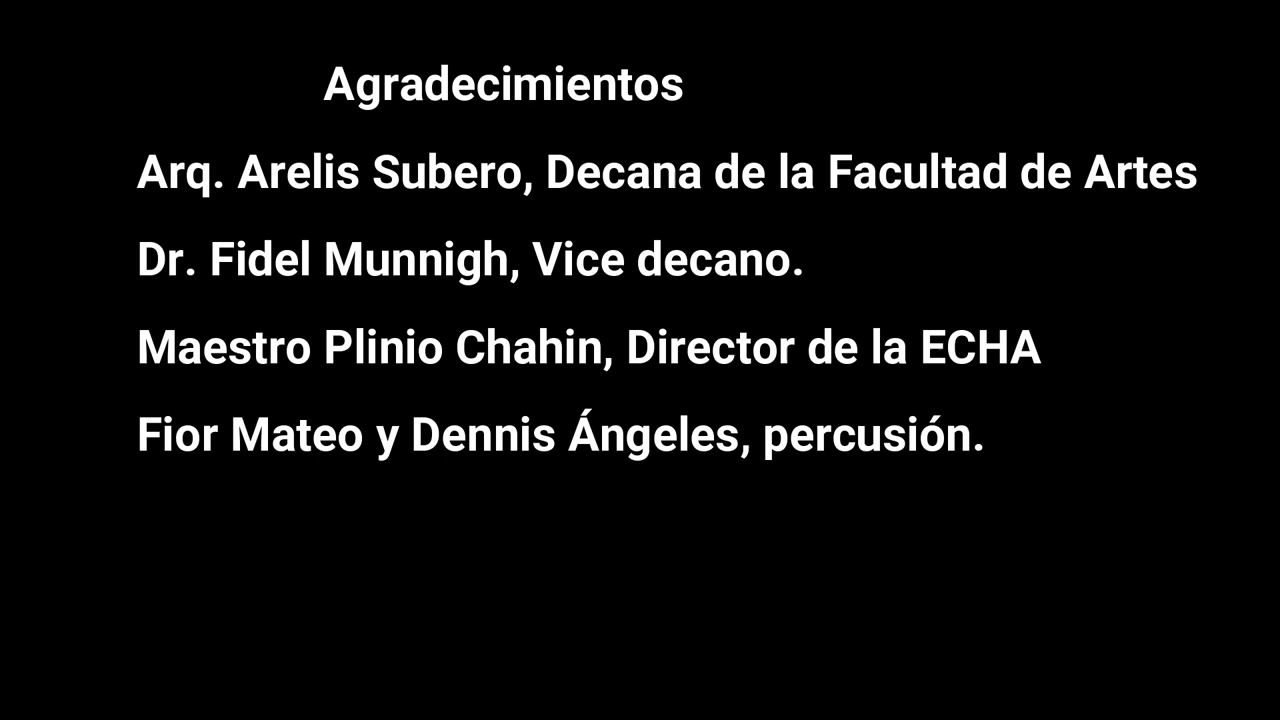 Agradecimientos
Arq. Arelis Subero, Decana de la Facultad de Artes
Dr. Fidel Munnigh, Vice decano.
Maestro Plinio Chahin, Director de la ECHA
Fior Mateo y Dennis Ángeles, percusión.